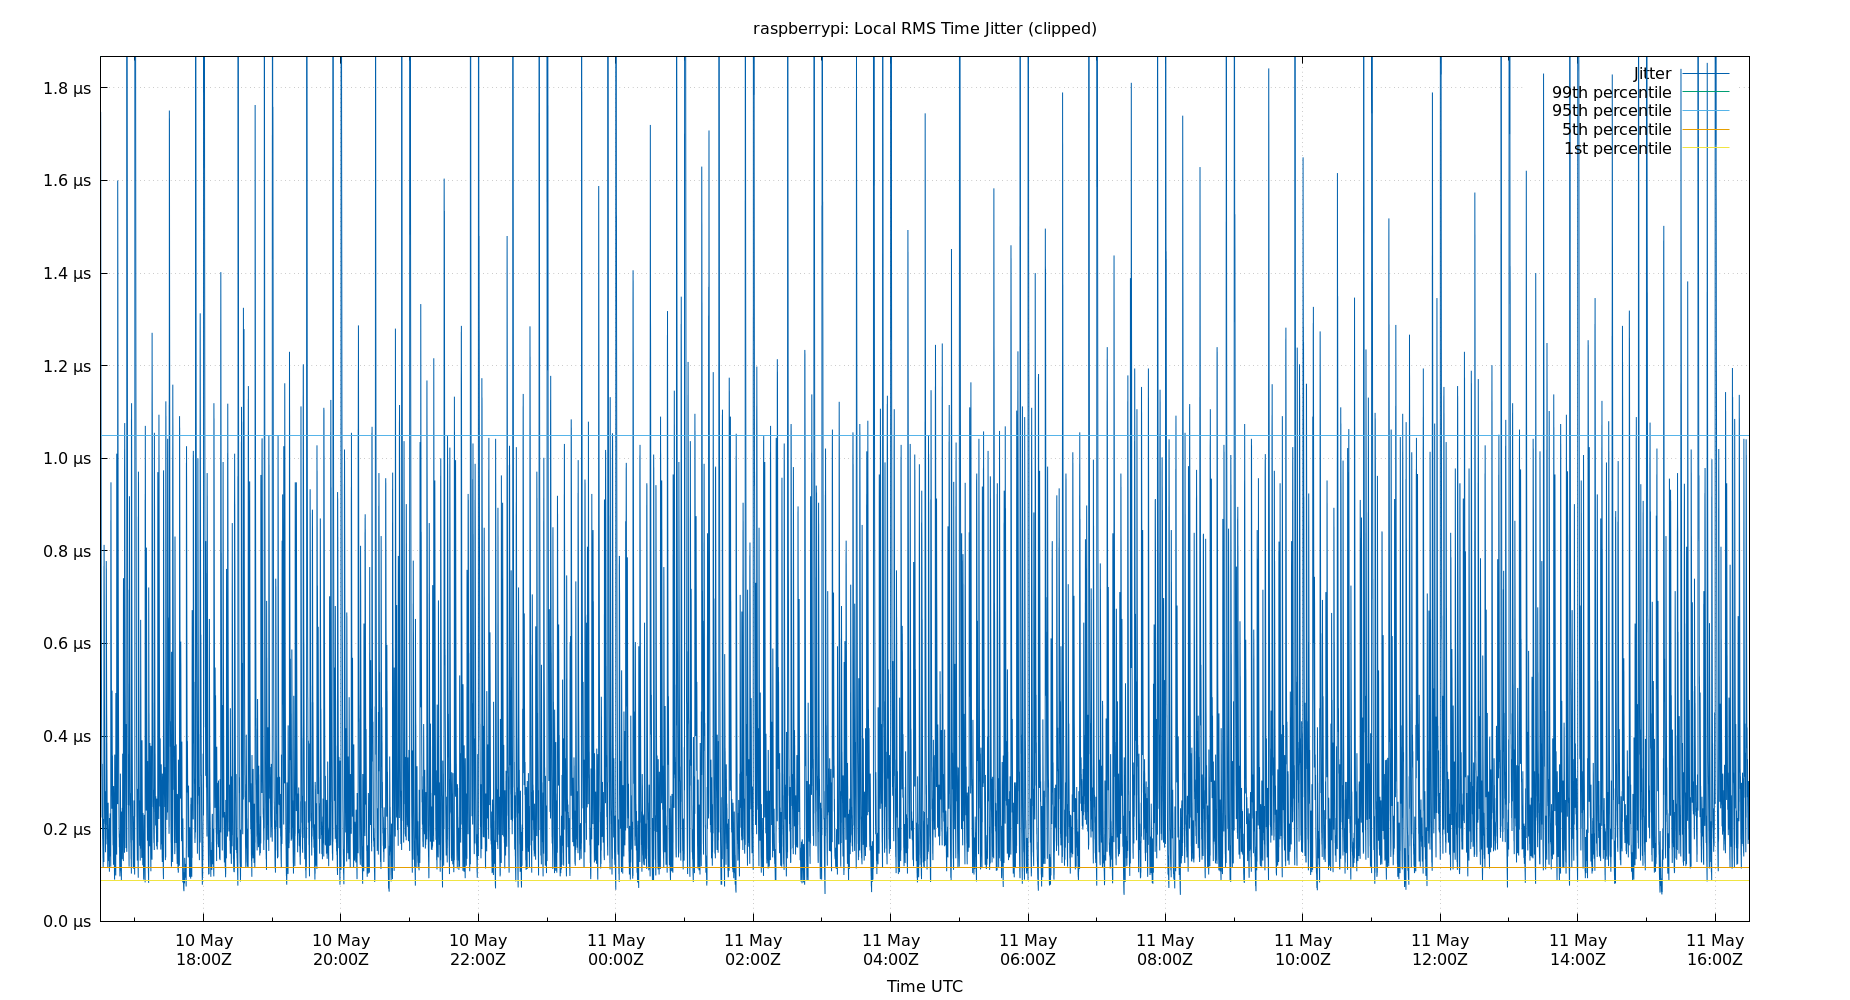 raspberrypi: Local RMS Time Jitter (clipped)
1.8 µs
1.6 µs
1.4 µs
1.2 µs
1.0 µs
0.8 µs
0.6 µs
0.4 µs
0.2 µs
0.0 µs
Jitter
99th percentile
95th percentile
5th percentile
1st percentile
10 May 10 May 10 May 11 May 11 May 11 May 11 May 11 May 11 May 11 May 11 May 11 May
18:00Z 20:00Z 22:00Z 00:00Z 02:00Z 04:00Z 06:00Z 08:00Z 10:00Z 12:00Z 14:00Z 16:00Z
Time UTC